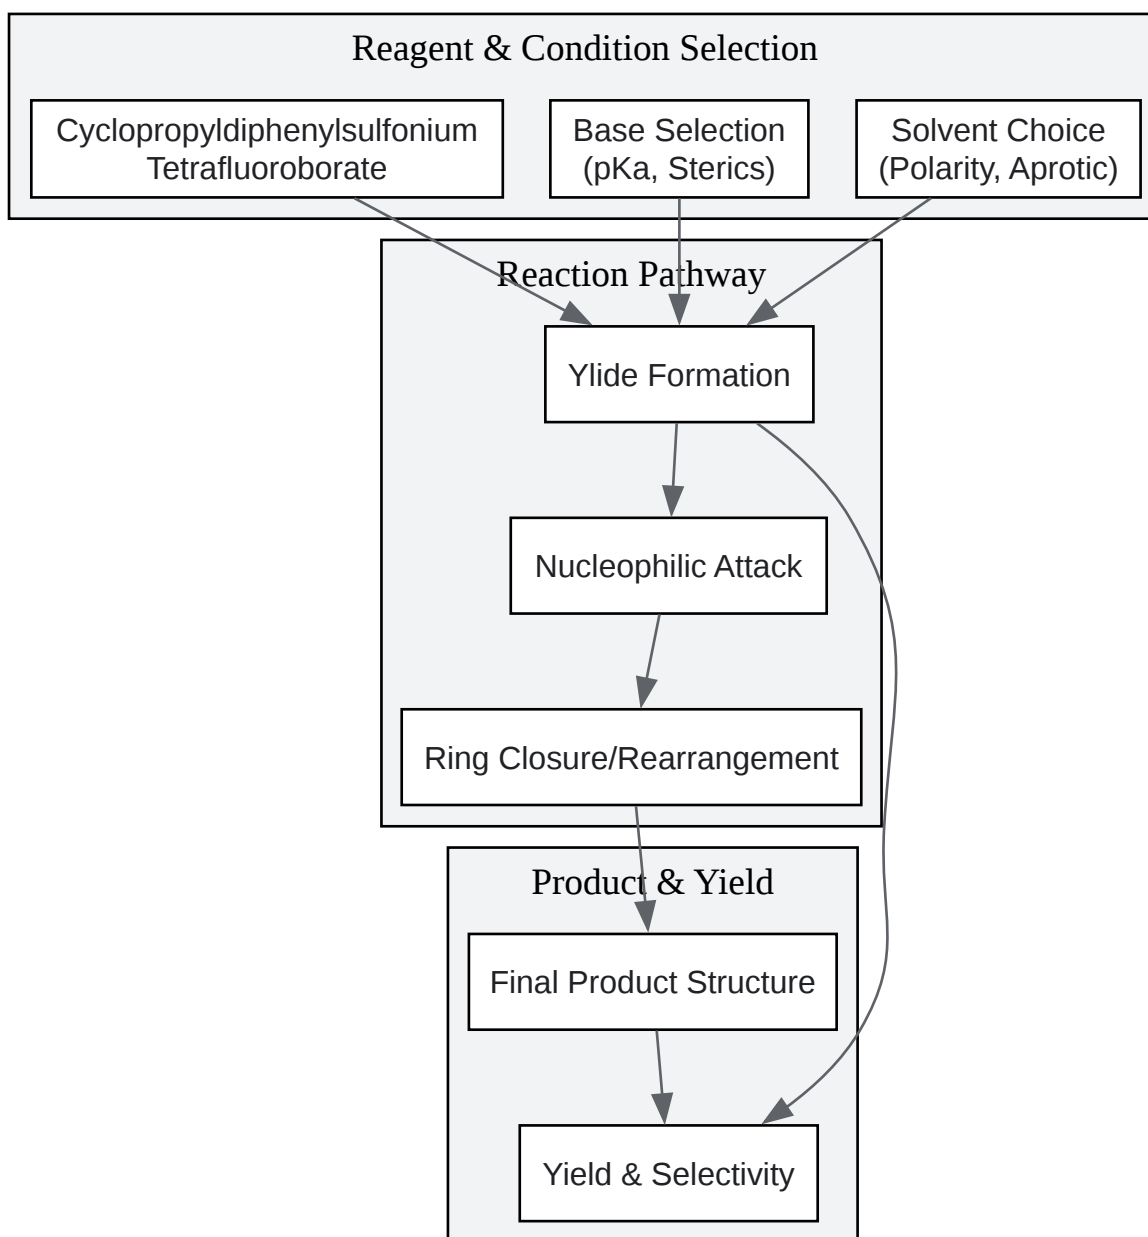 Reagent & Condition Selection
Cyclopropyldiphenylsulfonium
Tetrafluoroborate
Base Selection
(pKa, Sterics)
Solvent Choice
(Polarity, Aprotic)
Reaction Pathway
Ylide Formation
Nucleophilic Attack
Ring Closure/Rearrangement
Product & Yield
Final Product Structure
Yield & Selectivity